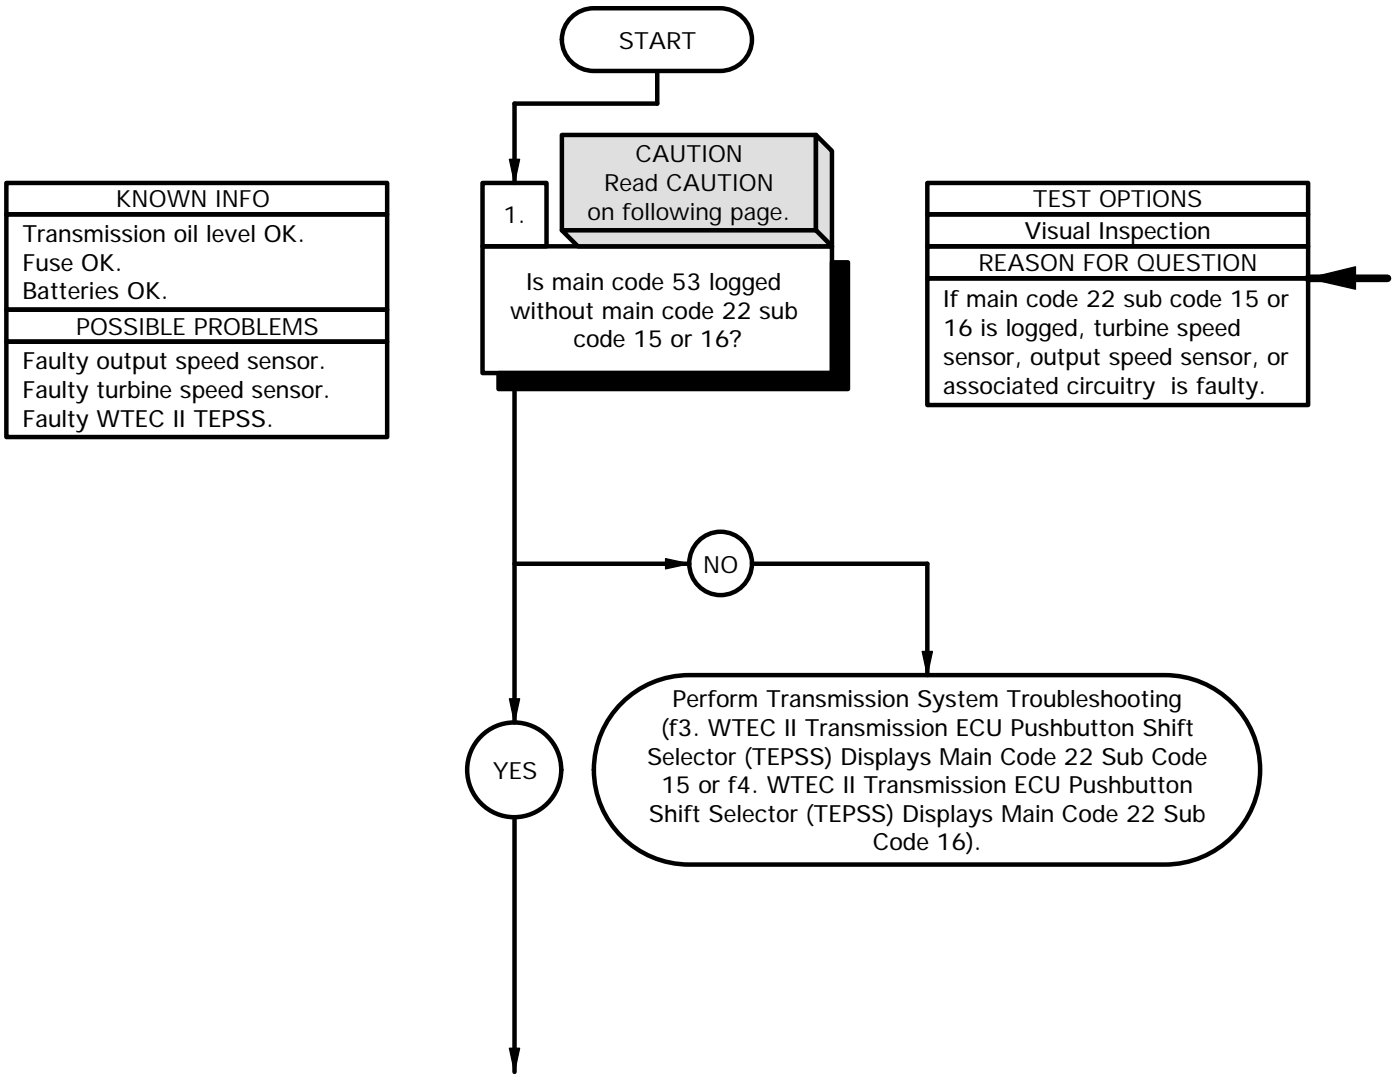 START
CAUTION
Read CAUTION
on following page.
1.
Is main code 53 logged
without main code 22 sub
code 15 or 16?
KNOWN INFO
Transmission oil level OK.
Fuse OK.
Batteries OK.
POSSIBLE PROBLEMS
Faulty output speed sensor.
Faulty turbine speed sensor.
Faulty WTEC II TEPSS.
TEST OPTIONS
Visual Inspection
REASON FOR QUESTION
If main code 22 sub code 15 or
16 is logged, turbine speed
sensor, output speed sensor, or
associated circuitry is faulty.
NO
Perform Transmission System Troubleshooting
(f3. WTEC II Transmission ECU Pushbutton Shift
Selector (TEPSS) Displays Main Code 22 Sub Code
15 or f4. WTEC II Transmission ECU Pushbutton
Shift Selector (TEPSS) Displays Main Code 22 Sub
Code 16).
YES